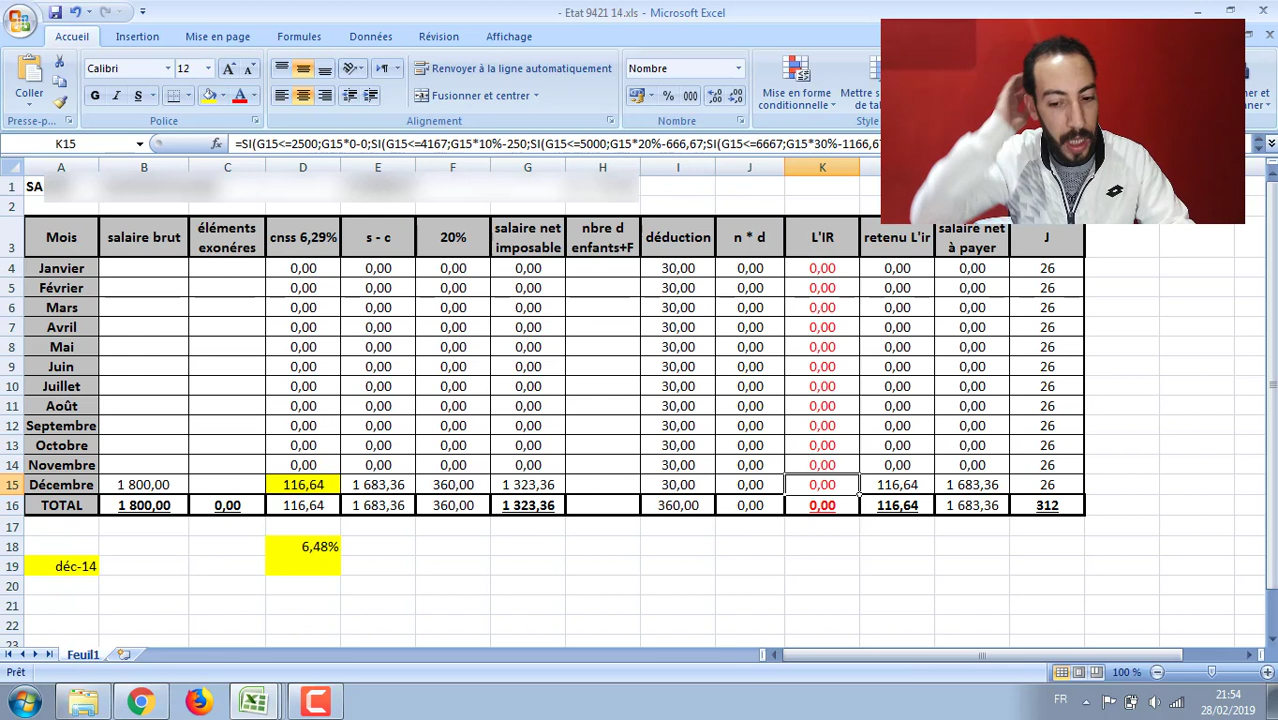 - Etat 9421 14.xls - Microsoft Excel
Accueil Insertion Mise en page Formules Données Révision Affichage
Coller
Calibri 12
G I S A
Renvoyer à la ligne automatiquement
Fusionner et centrer
Nombre
% 000
Mise en forme
conditionnelle
Mettre s
de tab
Presse-p... Police Alignement Nombre Style
K15 fx =SI(G15<=2500;G15*0-0;SI(G15<=4167;G15*10%-250;SI(G15<=5000;G15*20%-666,67;SI(G15<=6667;G15*30%-1166,6
A B C D E F G H I J K
1 SA
2
3 Mois salaire brut éléments exonéres cnss 6,29% s - c 20% salaire net imposable nbre d enfants+F déduction n * d L'IR retenu L'ir salaire net à payer J
4 Janvier 0,00 0,00 0,00 0,00 30,00 0,00 0,00 0,00 0,00 26
5 Février 0,00 0,00 0,00 0,00 30,00 0,00 0,00 0,00 0,00 26
6 Mars 0,00 0,00 0,00 0,00 30,00 0,00 0,00 0,00 0,00 26
7 Avril 0,00 0,00 0,00 0,00 30,00 0,00 0,00 0,00 0,00 26
8 Mai 0,00 0,00 0,00 0,00 30,00 0,00 0,00 0,00 0,00 26
9 Juin 0,00 0,00 0,00 0,00 30,00 0,00 0,00 0,00 0,00 26
10 Juillet 0,00 0,00 0,00 0,00 30,00 0,00 0,00 0,00 0,00 26
11 Août 0,00 0,00 0,00 0,00 30,00 0,00 0,00 0,00 0,00 26
12 Septembre 0,00 0,00 0,00 0,00 30,00 0,00 0,00 0,00 0,00 26
13 Octobre 0,00 0,00 0,00 0,00 30,00 0,00 0,00 0,00 0,00 26
14 Novembre 0,00 0,00 0,00 0,00 30,00 0,00 0,00 0,00 0,00 26
15 Décembre 1 800,00 116,64 1 683,36 360,00 1 323,36 30,00 0,00 0,00 116,64 1 683,36 26
16 TOTAL 1 800,00 0,00 116,64 1 683,36 360,00 1 323,36 360,00 0,00 0,00 116,64 1 683,36 312
17
18 6,48%
19 déc-14
20
21
22
23
Feuil1
Prêt 100 %
FR 21:54
28/02/2019